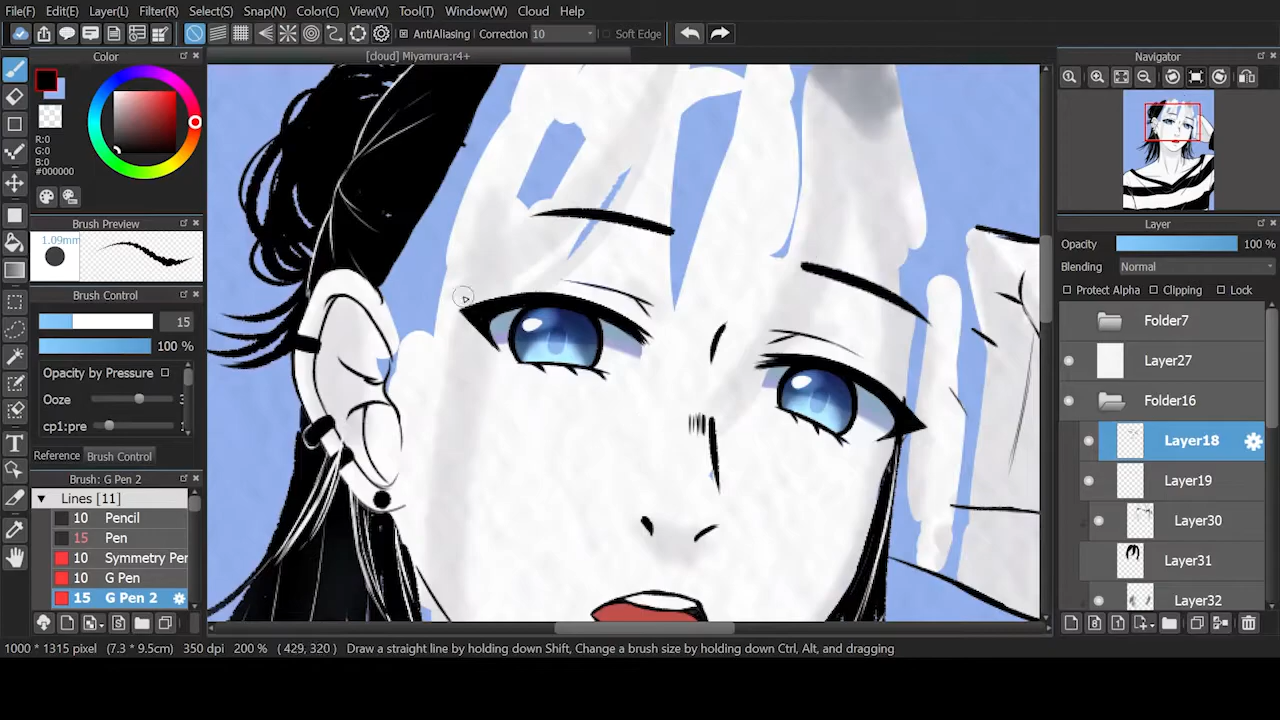 File(F) Edit(E) Layer(L) Filter(R) Select(S) Snap(N) Color(C) View(V) Tool(T) Window(W) Cloud Help
AntiAliasing Correction 10 Soft Edge
Color
[cloud] Miyamura:r4+
Navigator
R:0
G:0
B:0
#000000
Brush Preview
1.09mm
Brush Control
15
100 %
Opacity by Pressure
Ooze
cp1:pre
Reference Brush Control
Brush: G Pen 2
Lines [11]
10 Pencil
15 Pen
10 Symmetry Per
10 G Pen
15 G Pen 2
Layer
Opacity 100 %
Blending Normal
Protect Alpha Clipping Lock
Folder7
Layer27
Folder16
Layer18
Layer19
Layer30
Layer31
Layer32
1000 * 1315 pixel (7.3 * 9.5cm) 350 dpi 200 % ( 429, 320 ) Draw a straight line by holding down Shift, Change a brush size by holding down Ctrl, Alt, and dragging